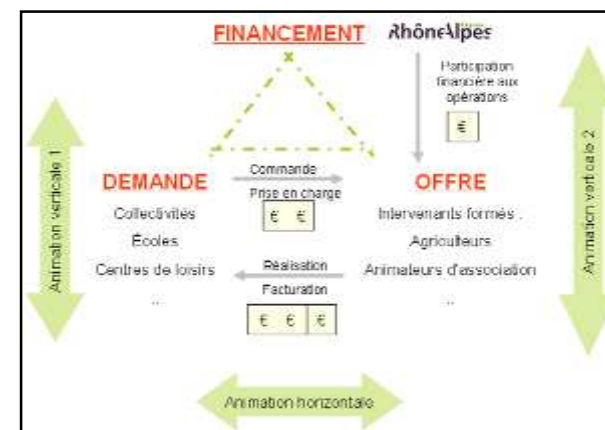 FINANCEMENT
RhôneAlpes
Participation
financière aux
opérations
€
Animation verticale 1
Animation verticale 2
DEMANDE
Commande
OFFRE
Prise en charge
€ €
Collectivités
Écoles
Centres de loisirs
..
Intervenants formés :
Agriculteurs
Animateurs d'association
..
Réalisation
Facturation
€ € €
Animation horizontale